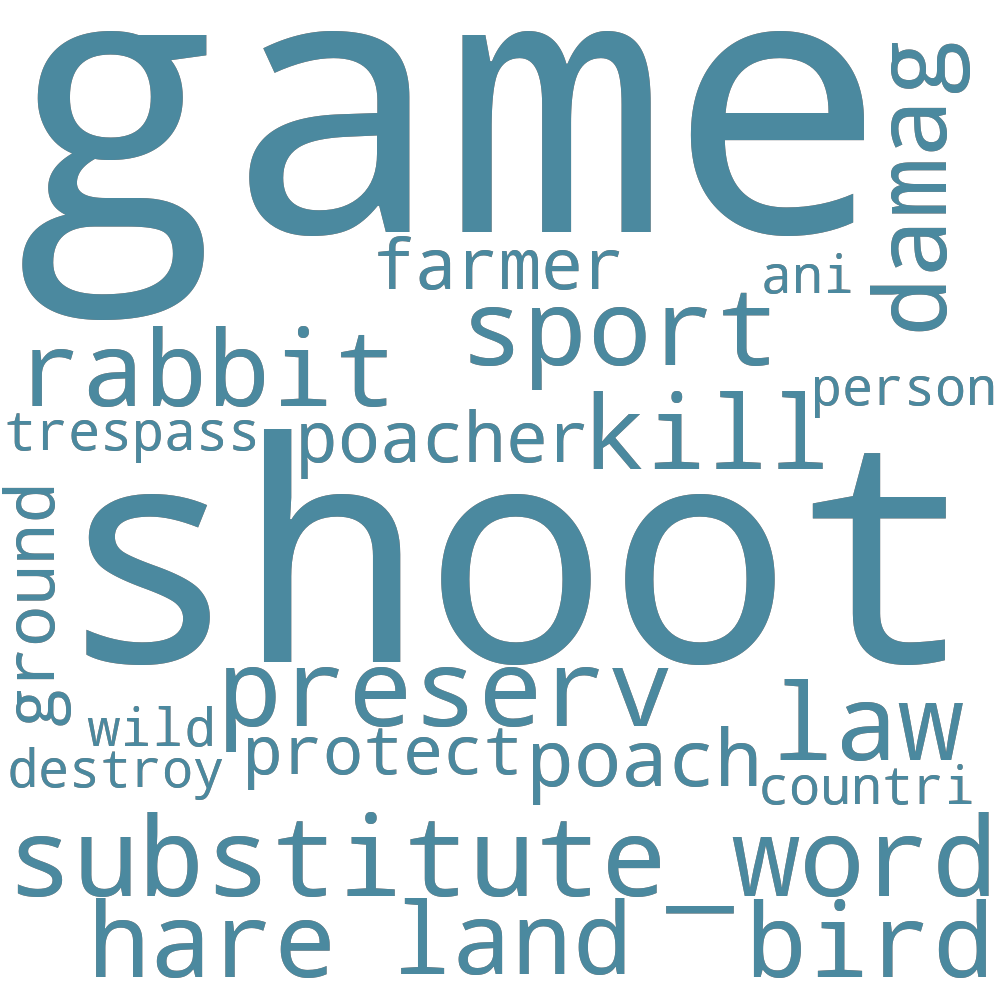 game
damag
farmer
ani
sport
rabbit
person
trespass
poacher
kill
shoot
ground
preserv
law
wild
protect
poach
destroy
countri
substitute_word
hare
land
bird